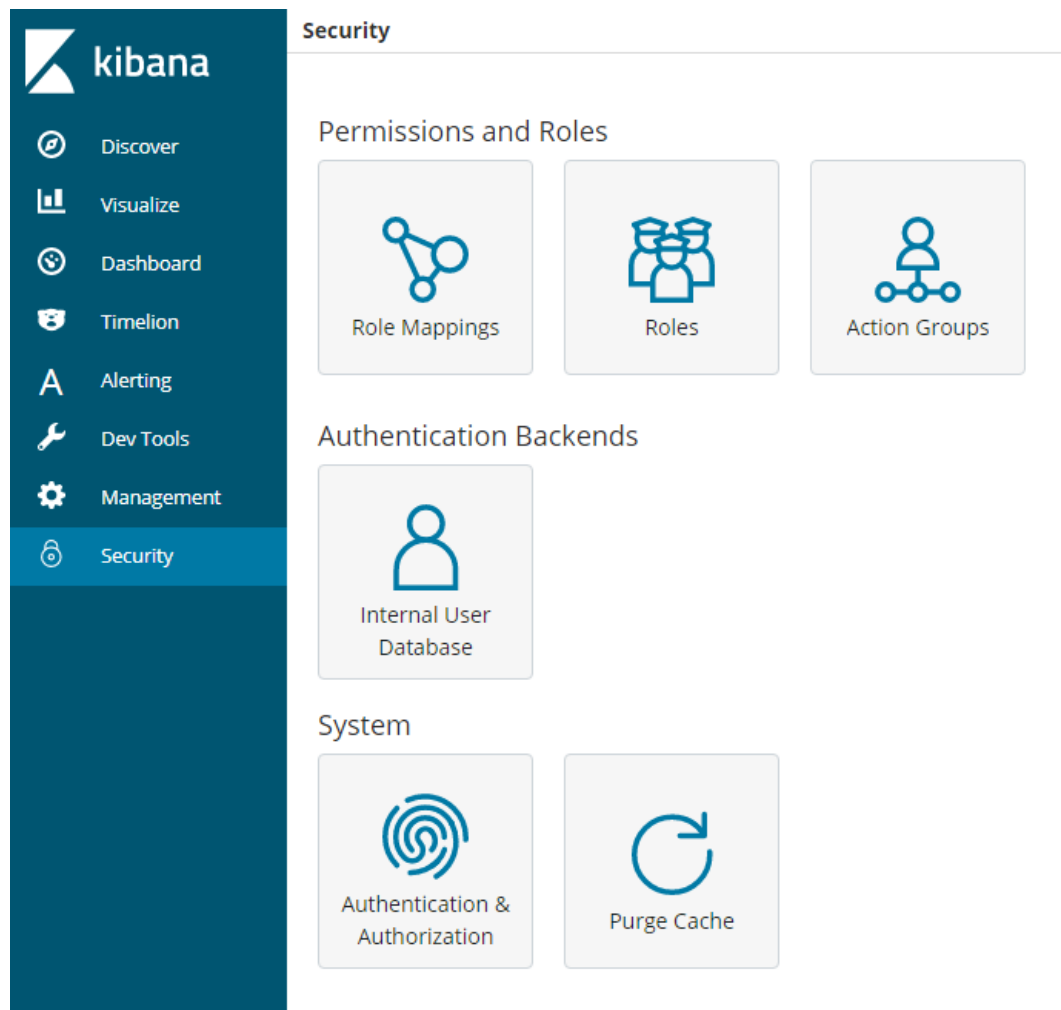 kibana
Discover
Visualize
Dashboard
Timelion
A Alerting
Dev Tools
Management
Security
Security
Permissions and Roles
Role Mappings
Roles
Action Groups
Authentication Backends
Internal User
Database
System
Authentication &
Authorization
Purge Cache